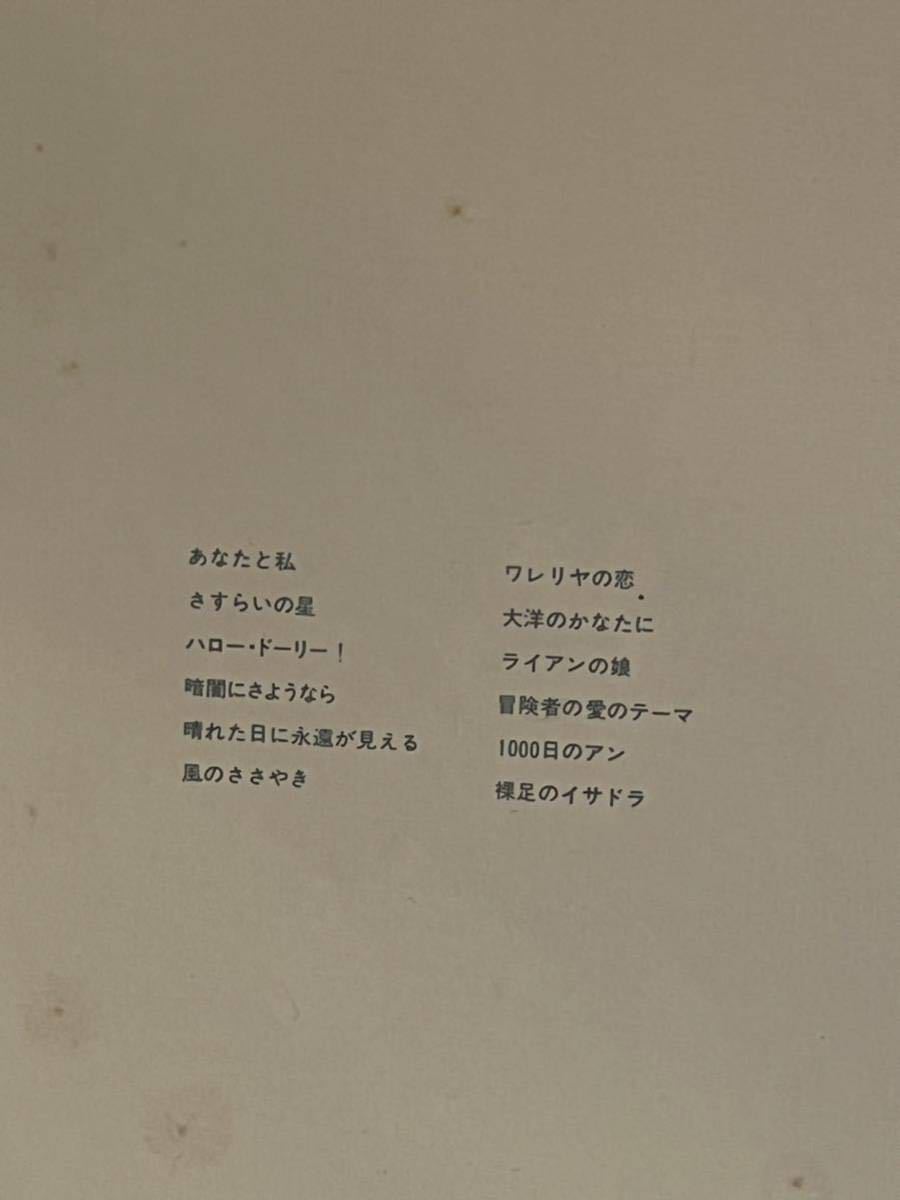 あなたと私
さすらいの星
ハロー・ドーリー！
暗闇にさようなら
晴れた日に永遠が見える
風のささやき
ワレリヤの恋
大洋のかなたに
ライアンの娘
冒険者の愛のテーマ
1000日のアン
裸足のイサドラ